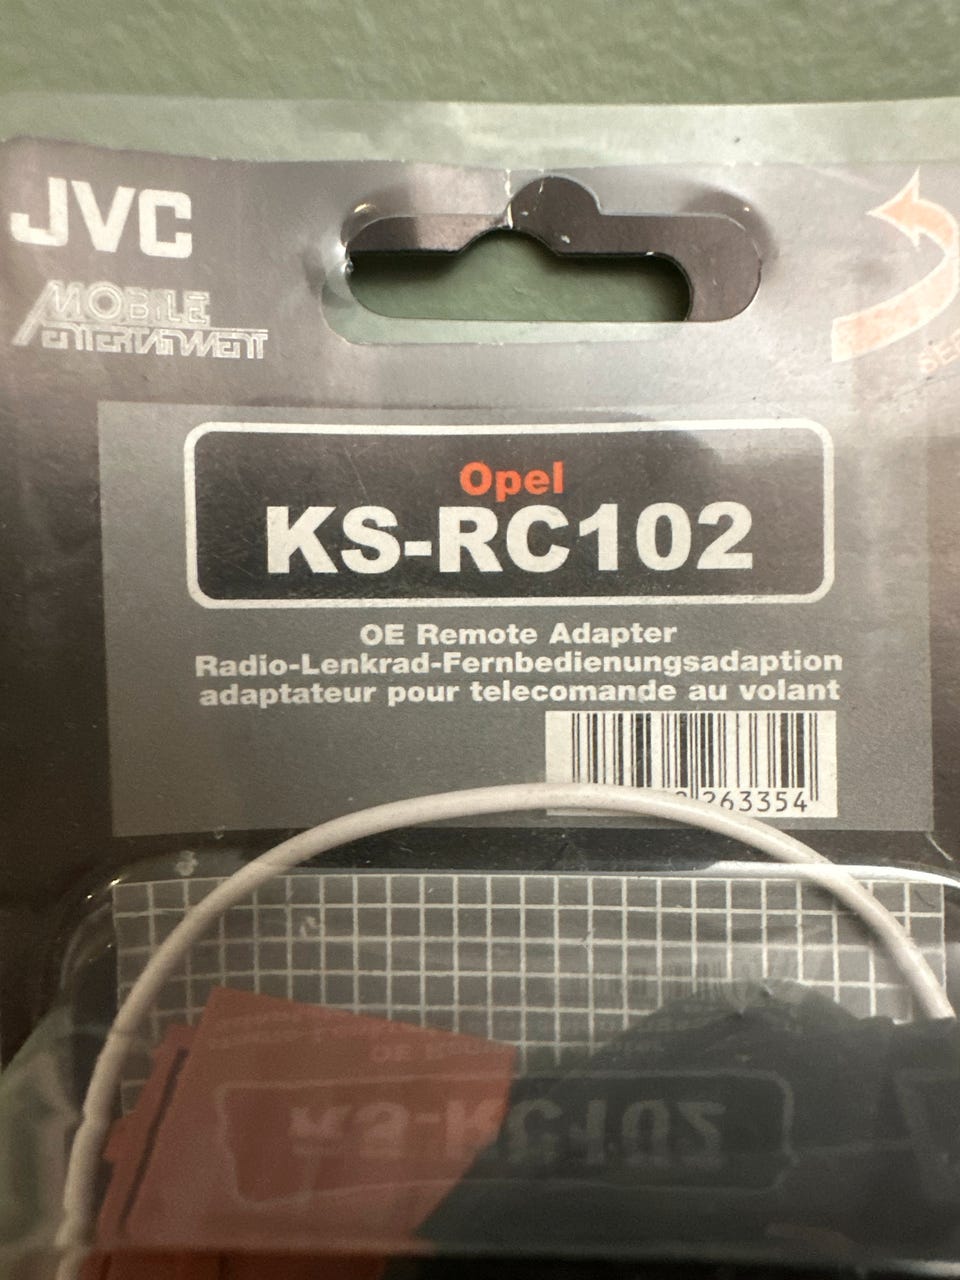 JVC
MOBILE
ENTERTAINMENT
Opel
KS-RC102
OE Remote Adapter
Radio-Lenkrad-Fernbedienungsadaption
adaptateur pour telecomande au volant
263354